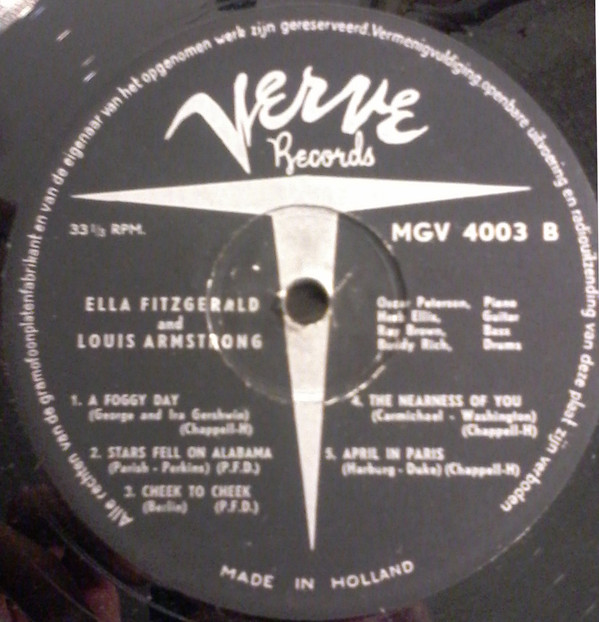 Alle rechten van de gramofoonplatenfabrikant en van de eigenaar van het opgenomen werk zijn gereserveerd. Vermenigvuldiging, openbare uitvoering en radiouitzending van deze plaat zijn verboden
Verve
Records
33 1/3 RPM.
MGV 4003 B
ELLA FITZGERALD
and
LOUIS ARMSTRONG
Oscar Peterson, Piano
Herb Ellis, Guitar
Ray Brown, Bass
Buddy Rich, Drums
1. A FOGGY DAY
(George and Ira Gershwin)
(Chappell-H)
2. STARS FELL ON ALABAMA
(Parish - Perkins) (P.F.D.)
3. CHEEK TO CHEEK
(Berlin) (P.F.D.)
4. THE NEARNESS OF YOU
(Carmichael - Washington)
(Chappell-H)
5. APRIL IN PARIS
(Harburg - Duke) (Chappell-H)
MADE IN HOLLAND